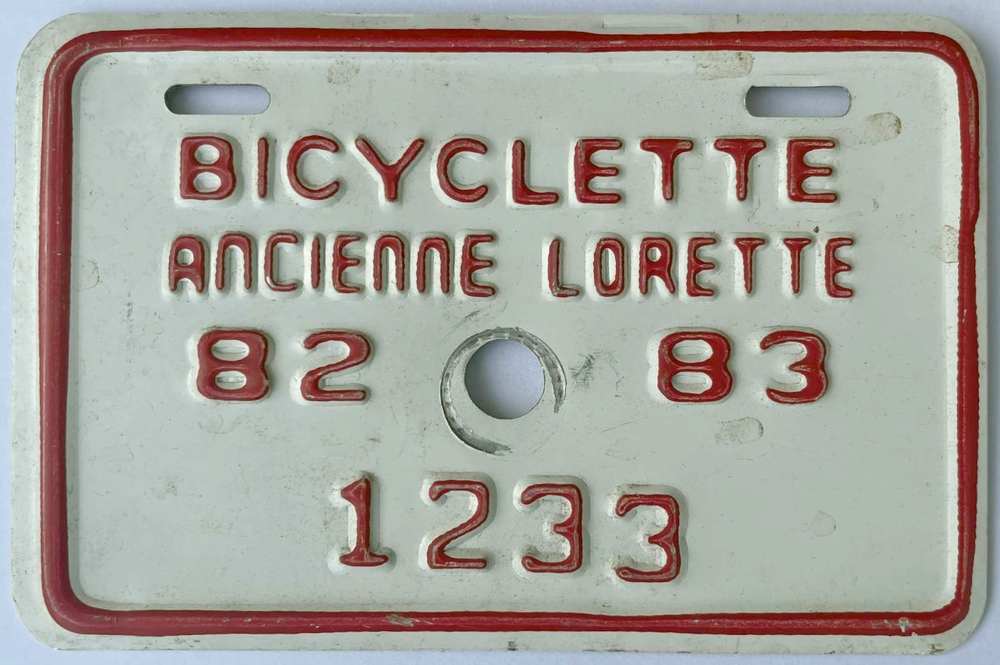 BICYCLETTE
ANCIENNE LORETTE
82 83
1233